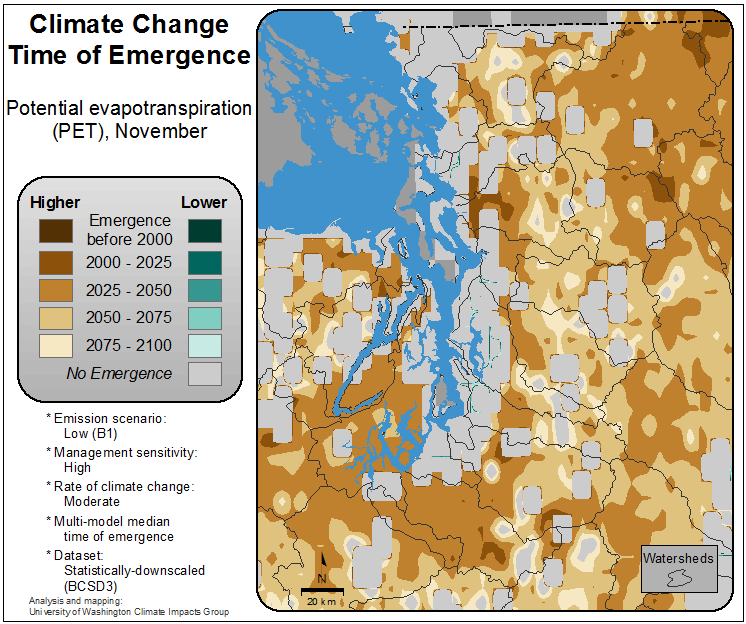 Climate Change
Time of Emergence
Potential evapotranspiration
(PET), November
Higher
Lower
Emergence
before 2000
2000 - 2025
2025 - 2050
2050 - 2075
2075 - 2100
No Emergence
* Emission scenario:
Low (B1)
* Management sensitivity:
High
* Rate of climate change:
Moderate
* Multi-model median
time of emergence
* Dataset:
Statistically-downscaled
(BCSD3)
Analysis and mapping:
University of Washington Climate Impacts Group
N
20 km
Watersheds